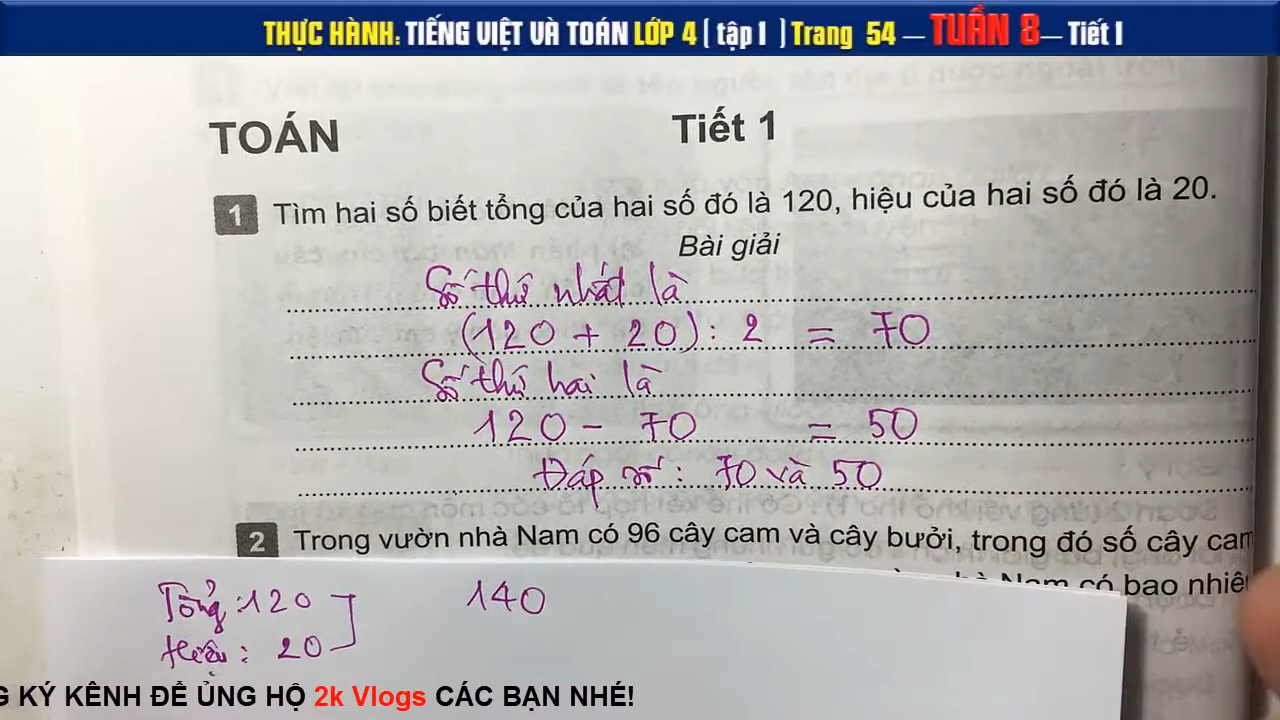 THỰC HÀNH: TIẾNG VIỆT VÀ TOÁN LỚP 4 ( tập 1 ) Trang 54 – TUẦN 8 – Tiết 1
TOÁN
Tiết 1
1 Tìm hai số biết tổng của hai số đó là 120, hiệu của hai số đó là 20.
Bài giải
Số thứ nhất là
(120 + 20) : 2 = 70
Số thứ hai là
120 - 70 = 50
Đáp số : 70 và 50
2 Trong vườn nhà Nam có 96 cây cam và cây bưởi, trong đó số cây cam
Nam có bao nhiêu
Tổng : 120
140
Hiệu : 20
G KÝ KÊNH ĐỂ ỦNG HỘ 2k Vlogs CÁC BẠN NHÉ!